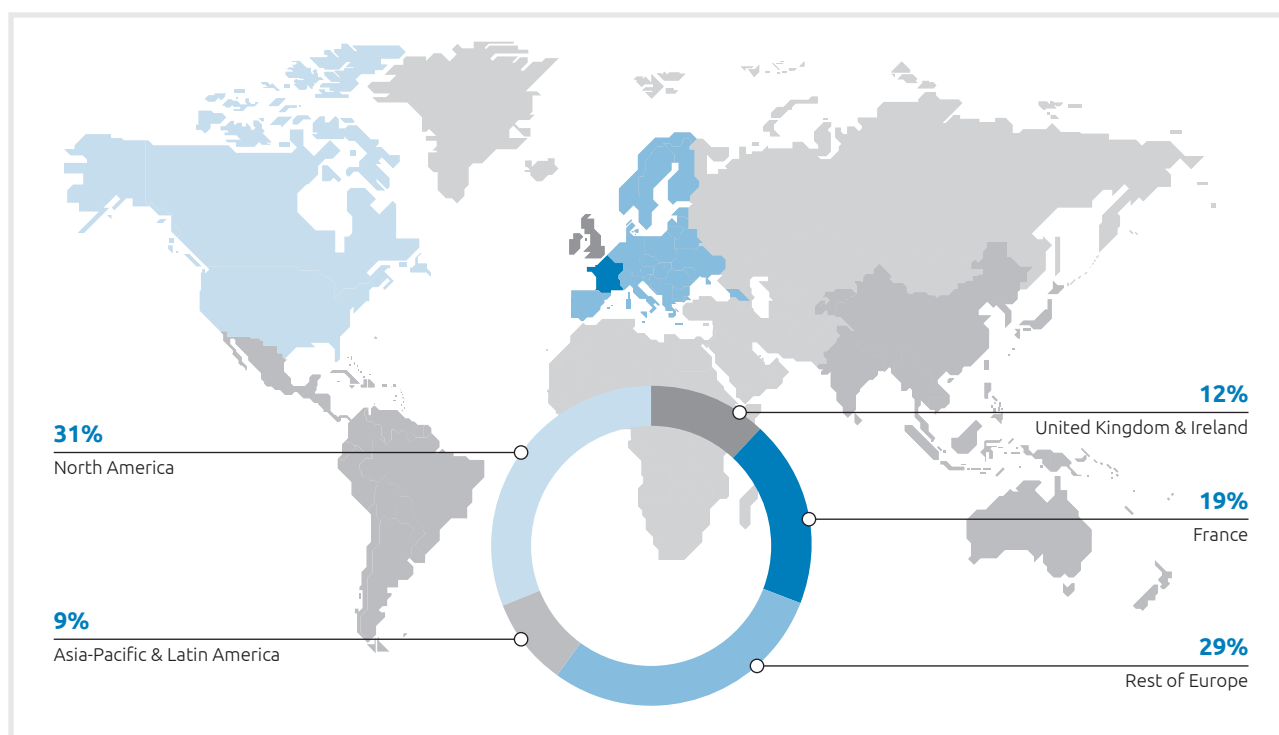 31%
North America
9%
Asia-Pacific & Latin America
12%
United Kingdom & Ireland
19%
France
29%
Rest of Europe